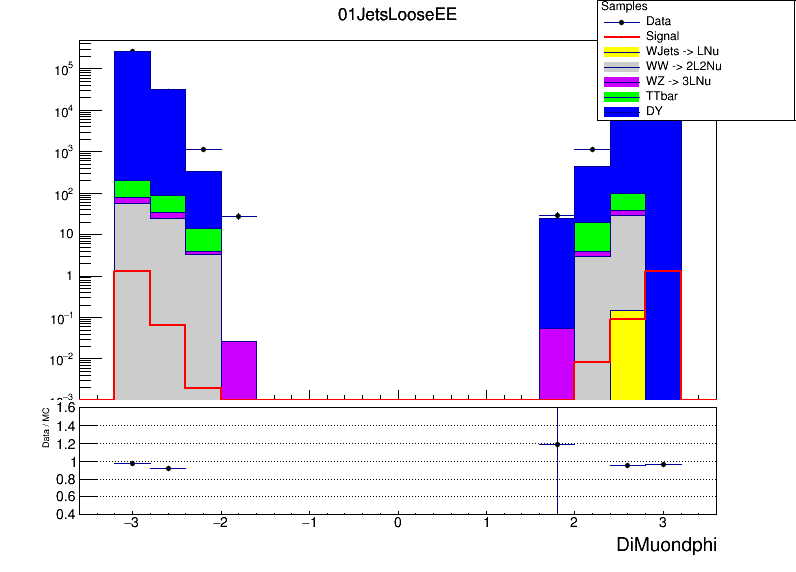 01JetsLooseEE
Samples
Data
Signal
WJets -> LNu
WW -> 2L2Nu
WZ -> 3LNu
TTbar
DY
10^5
10^4
10^3
10^2
10
1
10^−1
10^−2
10^−3
Data / MC
1.6
1.4
1.2
1
0.8
0.6
0.4
−3 −2 −1 0 1 2 3
DiMuondphi